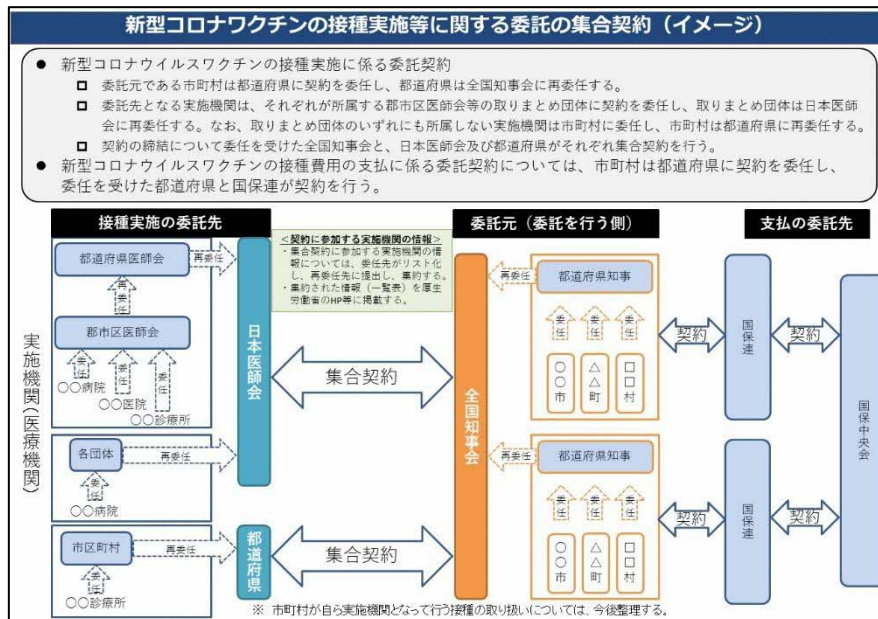 新型コロナワクチンの接種実施等に関する委託の集合契約（イメージ）
● 新型コロナウイルスワクチンの接種実施に係る委託契約
□ 委託元である市町村は都道府県に契約を委任し、都道府県は全国知事会に再委任する。
□ 委託先となる実施機関は、それぞれが所属する郡市区医師会等の取りまとめ団体に契約を委任し、取りまとめ団体は日本医師
会に再委任する。なお、取りまとめ団体のいずれにも所属しない実施機関は市町村に委任し、市町村は都道府県に再委任する。
□ 契約の締結について委任を受けた全国知事会と、日本医師会及び都道府県がそれぞれ集合契約を行う。
● 新型コロナウイルスワクチンの接種費用の支払に係る委託契約については、市町村は都道府県に契約を委任し、
委任を受けた都道府県と国保連が契約を行う。
接種実施の委託先
委託元（委託を行う側）
支払の委託先
＜契約に参加する実施機関の情報＞
・集合契約に参加する実施機関の情
報については、委任先がリスト化
し、再委任先に提出し、集約する。
・集約された情報（一覧表）を厚生
労働省のHP等に掲載する。
実施機関（医療機関）
都道府県医師会
再委任
再委任
郡市区医師会
委任
委任
委任
〇〇病院
〇〇医院
〇〇診療所
各団体
再委任
委任
〇〇病院
市区町村
再委任
委任
〇〇診療所
日本医師会
都道府県
集合契約
集合契約
全国知事会
再委任
都道府県知事
委任
委任
委任
〇〇市
△△町
□□村
再委任
都道府県知事
委任
委任
委任
〇〇市
△△町
□□村
契約
国保連
契約
契約
国保連
契約
国保中央会
※ 市町村が自ら実施機関となって行う接種の取り扱いについては、今後整理する。